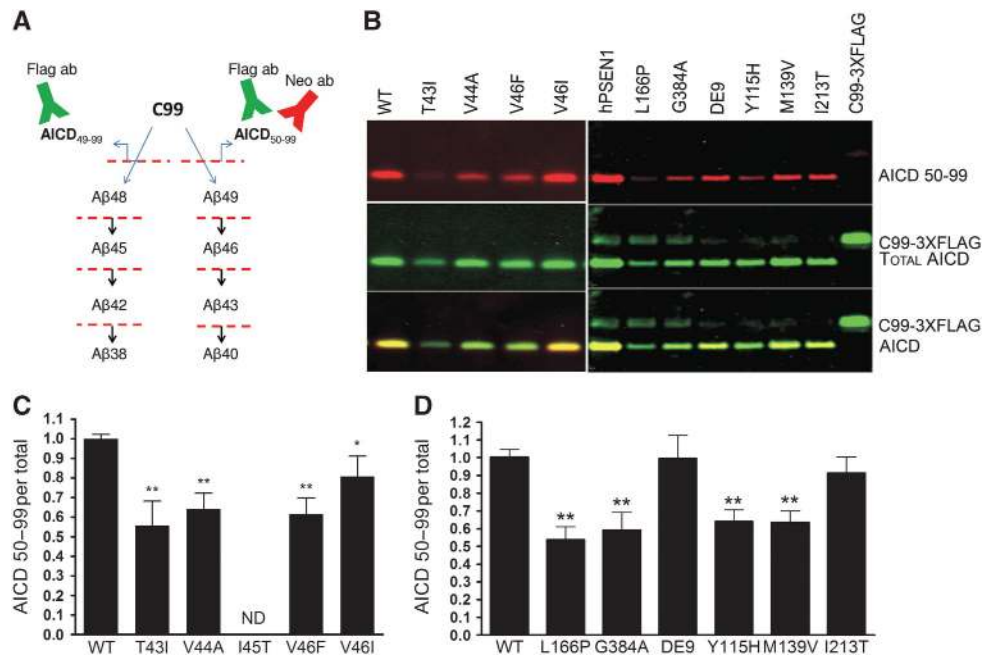 A
Flag ab
AICD49-99
C99
Flag ab
Neo ab
AICD50-99
Aβ48
Aβ49
Aβ45
Aβ46
Aβ42
Aβ43
Aβ38
Aβ40
B
WT
T43I
V44A
V46F
V46I
hPSEN1
L166P
G384A
DE9
Y115H
M139V
I213T
C99-3XFLAG
AICD 50-99
C99-3XFLAG
TOTAL AICD
C99-3XFLAG
AICD
C
AICD 50–99 per total
1.1
1.0
0.9
0.8
0.7
0.6
0.5
0.4
0.3
0.2
0.1
0.0
**
**
ND
**
*
WT T43I V44A I45T V46F V46I
D
AICD 50–99 per total
1.2
1.1
1.0
0.9
0.8
0.7
0.6
0.5
0.4
0.3
0.2
0.1
0.0
**
**
**
**
WT L166P G384A DE9 Y115H M139V I213T